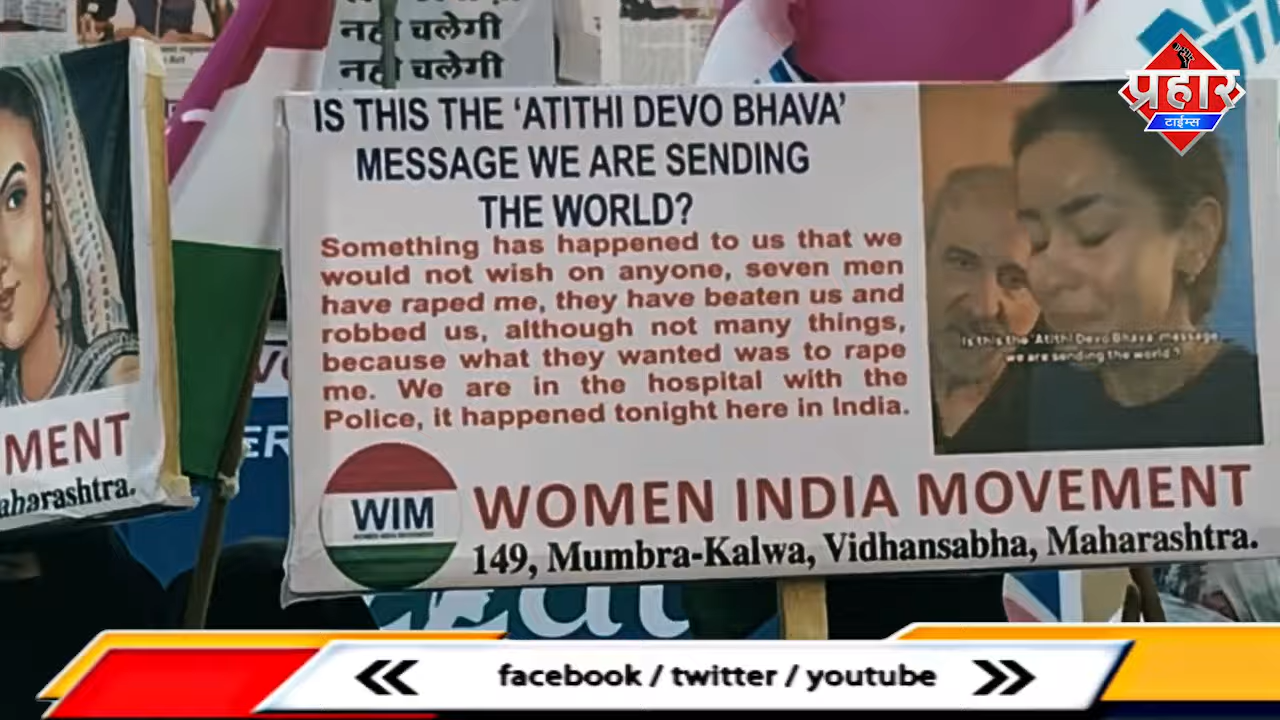 नही चलेगी
नही चलेगी
प्रहार
टाईम्स
IS THIS THE ‘ATITHI DEVO BHAVA’
MESSAGE WE ARE SENDING
THE WORLD?
Something has happened to us that we
would not wish on anyone, seven men
have raped me, they have beaten us and
robbed us, although not many things,
because what they wanted was to rape
me. We are in the hospital with the
Police, it happened tonight here in India.
Is this the 'Atithi Devo Bhava' message
we are sending the world?
MENT
aharashtra.
WIM
WOMEN INDIA MOVEMENT
WOMEN INDIA MOVEMENT
149, Mumbra-Kalwa, Vidhansabha, Maharashtra.
facebook / twitter / youtube